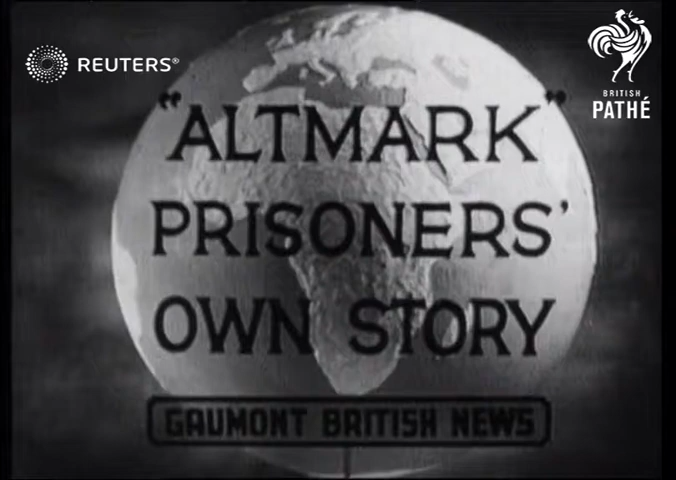 REUTERS®
BRITISH
PATHÉ
"ALTMARK"
PRISONERS'
OWN STORY
GAUMONT BRITISH NEWS